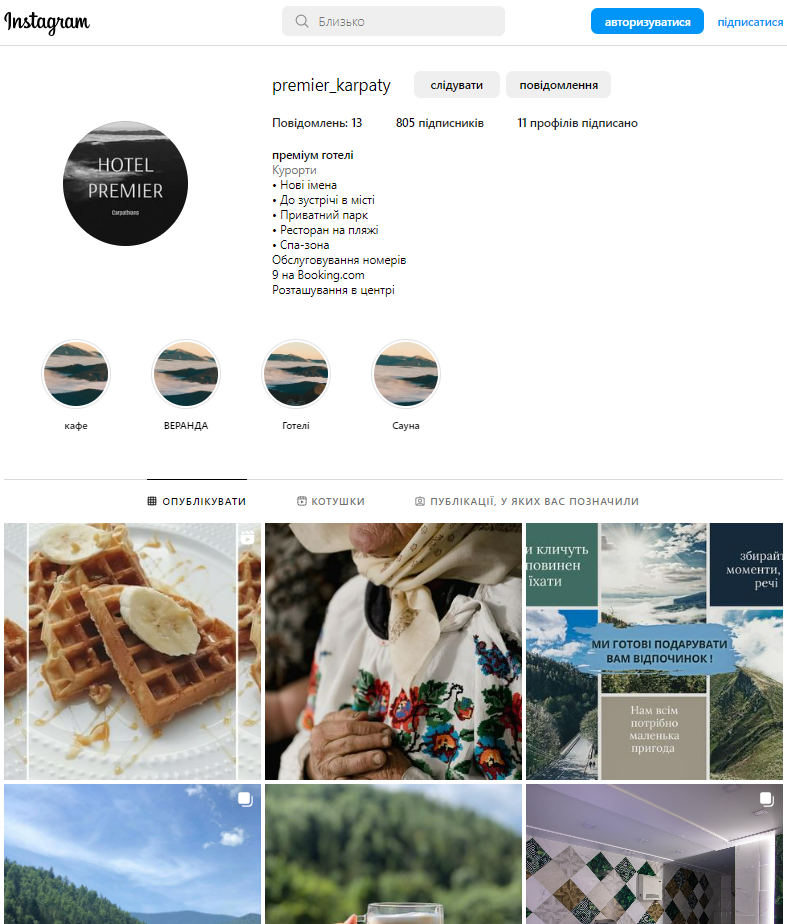 Instagram
Близько
авторизуватися
підписатися
premier_karpaty
слідувати
повідомлення
Повідомлень: 13
805 підписників
11 профілів підписано
HOTEL
PREMIER
Carpathians
преміум готелі
Курорти
• Нові імена
• До зустрічі в місті
• Приватний парк
• Ресторан на пляжі
• Спа-зона
Обслуговування номерів
9 на Booking.com
Розташування в центрі
кафе
ВЕРАНДА
Готелі
Сауна
ОПУБЛІКУВАТИ
КОТУШКИ
ПУБЛІКАЦІЇ, У ЯКИХ ВАС ПОЗНАЧИЛИ
и кличуть
повинен
їхати
збирайт
моменти,
речі
МИ ГОТОВІ ПОДАРУВАТИ
ВАМ ВІДПОЧИНОК !
Нам всім
потрібно
маленька
пригода